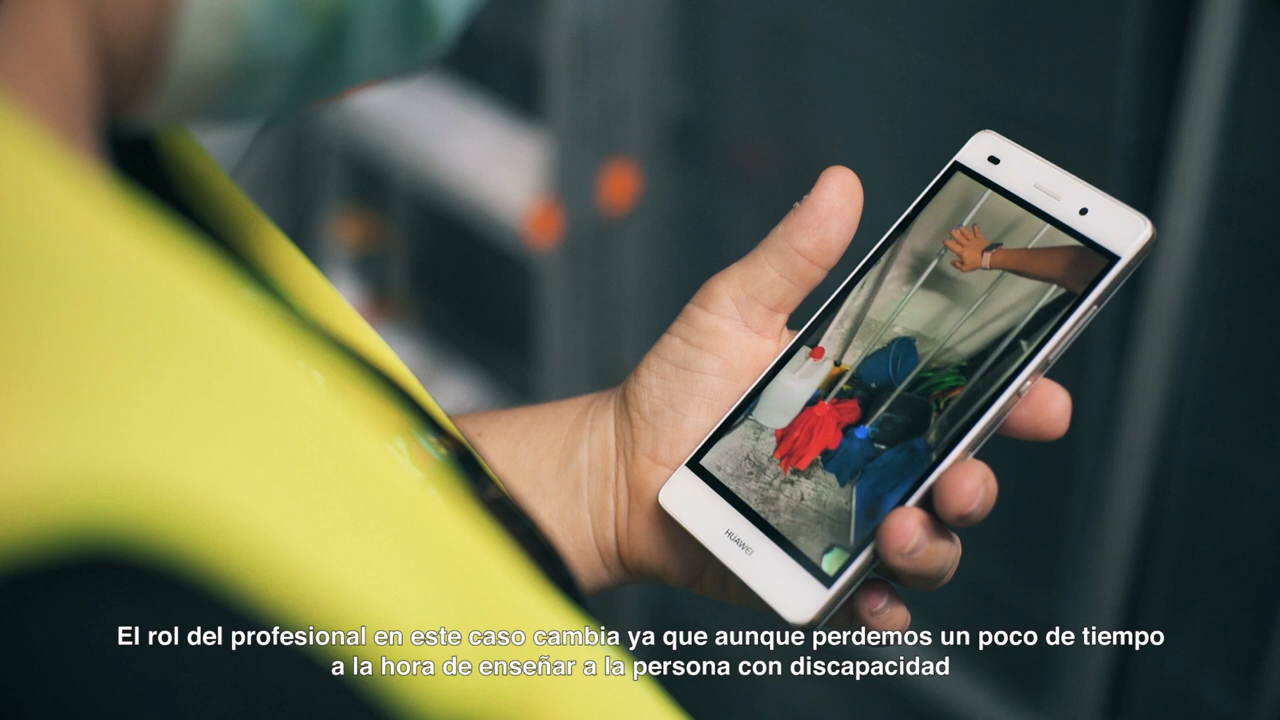 HUAWEI
El rol del profesional en este caso cambia ya que aunque perdemos un poco de tiempo
a la hora de enseñar a la persona con discapacidad